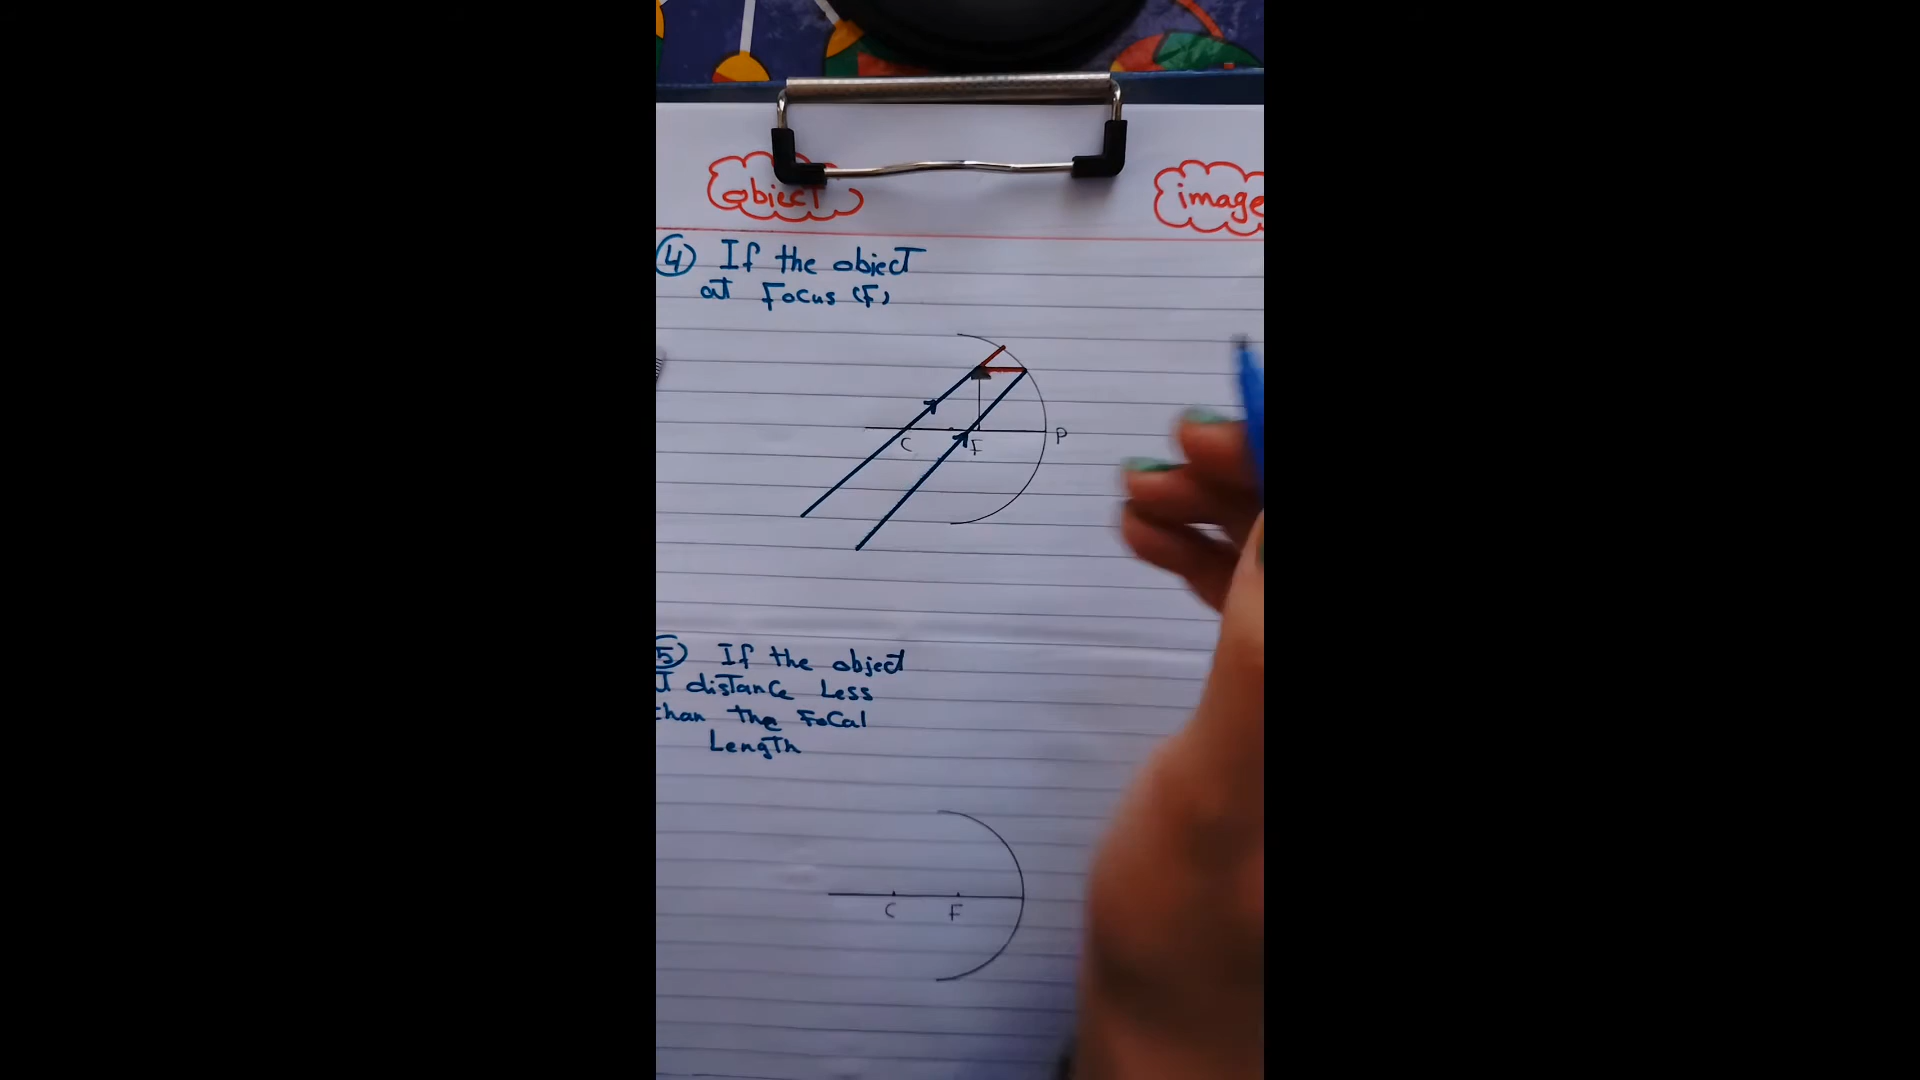 object
image
④ If the object
at Focus (F)
C
F
P
⑤ If the object
distance Less
than the Focal
Length
C
F